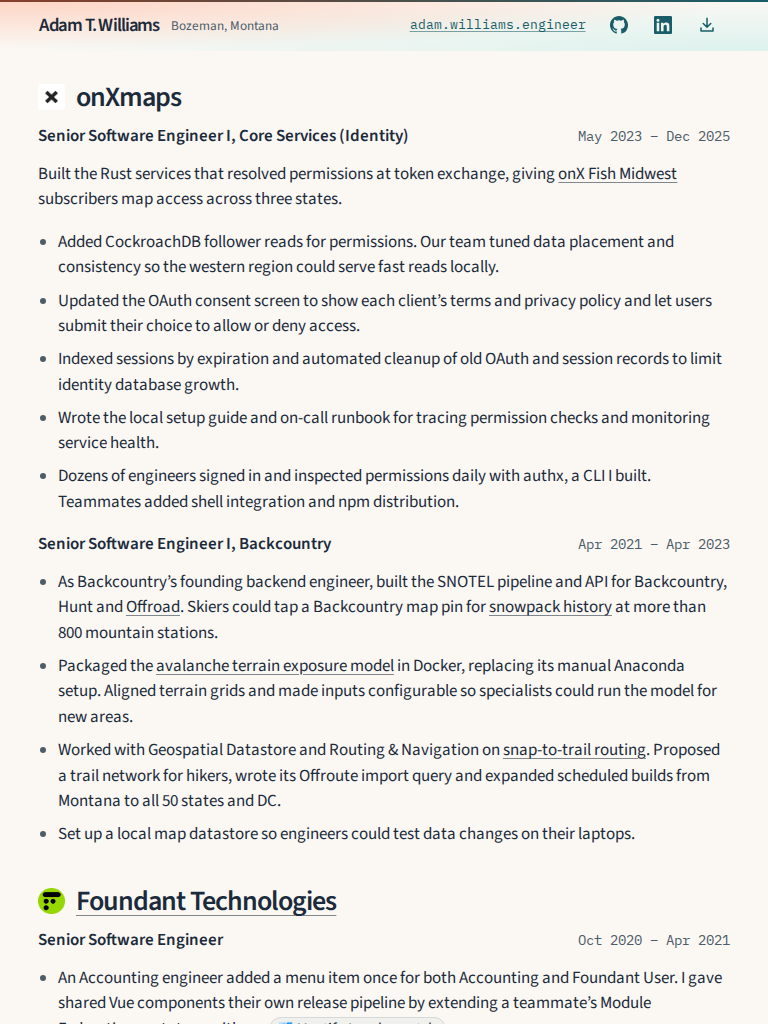 Adam T. Williams Bozeman, Montana adam.williams.engineer
onXmaps
Senior Software Engineer I, Core Services (Identity) May 2023 – Dec 2025
Built the Rust services that resolved permissions at token exchange, giving onX Fish Midwest
subscribers map access across three states.
• Added CockroachDB follower reads for permissions. Our team tuned data placement and
consistency so the western region could serve fast reads locally.
• Updated the OAuth consent screen to show each client’s terms and privacy policy and let users
submit their choice to allow or deny access.
• Indexed sessions by expiration and automated cleanup of old OAuth and session records to limit
identity database growth.
• Wrote the local setup guide and on-call runbook for tracing permission checks and monitoring
service health.
• Dozens of engineers signed in and inspected permissions daily with authx, a CLI I built.
Teammates added shell integration and npm distribution.
Senior Software Engineer I, Backcountry Apr 2021 – Apr 2023
• As Backcountry’s founding backend engineer, built the SNOTEL pipeline and API for Backcountry,
Hunt and Offroad. Skiers could tap a Backcountry map pin for snowpack history at more than
800 mountain stations.
• Packaged the avalanche terrain exposure model in Docker, replacing its manual Anaconda
setup. Aligned terrain grids and made inputs configurable so specialists could run the model for
new areas.
• Worked with Geospatial Datastore and Routing & Navigation on snap-to-trail routing. Proposed
a trail network for hikers, wrote its Offroute import query and expanded scheduled builds from
Montana to all 50 states and DC.
• Set up a local map datastore so engineers could test data changes on their laptops.
Foundant Technologies
Senior Software Engineer Oct 2020 – Apr 2021
• An Accounting engineer added a menu item once for both Accounting and Foundant User. I gave
shared Vue components their own release pipeline by extending a teammate’s Module